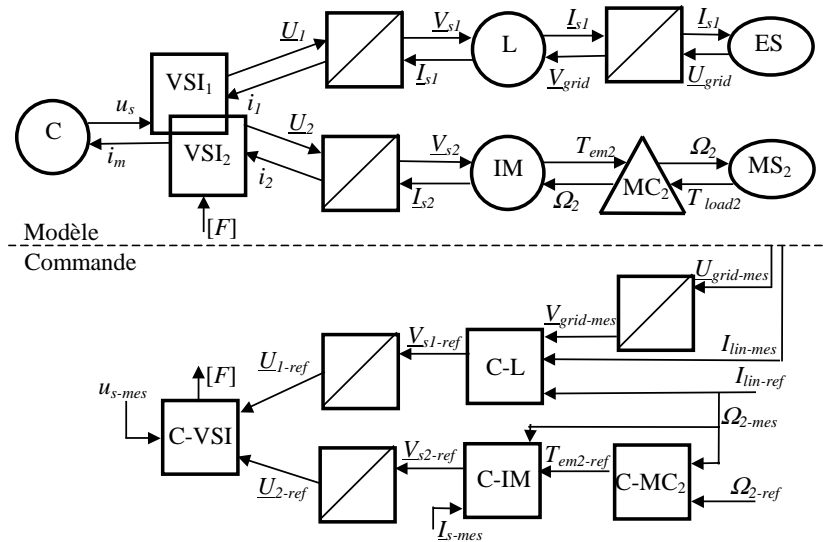 U1
Vs1
Is1
Is1
VSI1
L
ES
us
i1
Is1
Vgrid
Ugrid
C
U2
Vs2
Tem2
Ω2
im
VSI2
i2
IM
MC2
MS2
Is2
Ω2
Tload2
[F]
Modèle
Commande
Ugrid-mes
Vgrid-mes
Vs1-ref
Ilin-mes
[F]
U1-ref
C-L
us-mes
Ilin-ref
Ω2-mes
C-VSI
Vs2-ref
Tem2-ref
C-IM
C-MC2
U2-ref
Ω2-ref
Is-mes